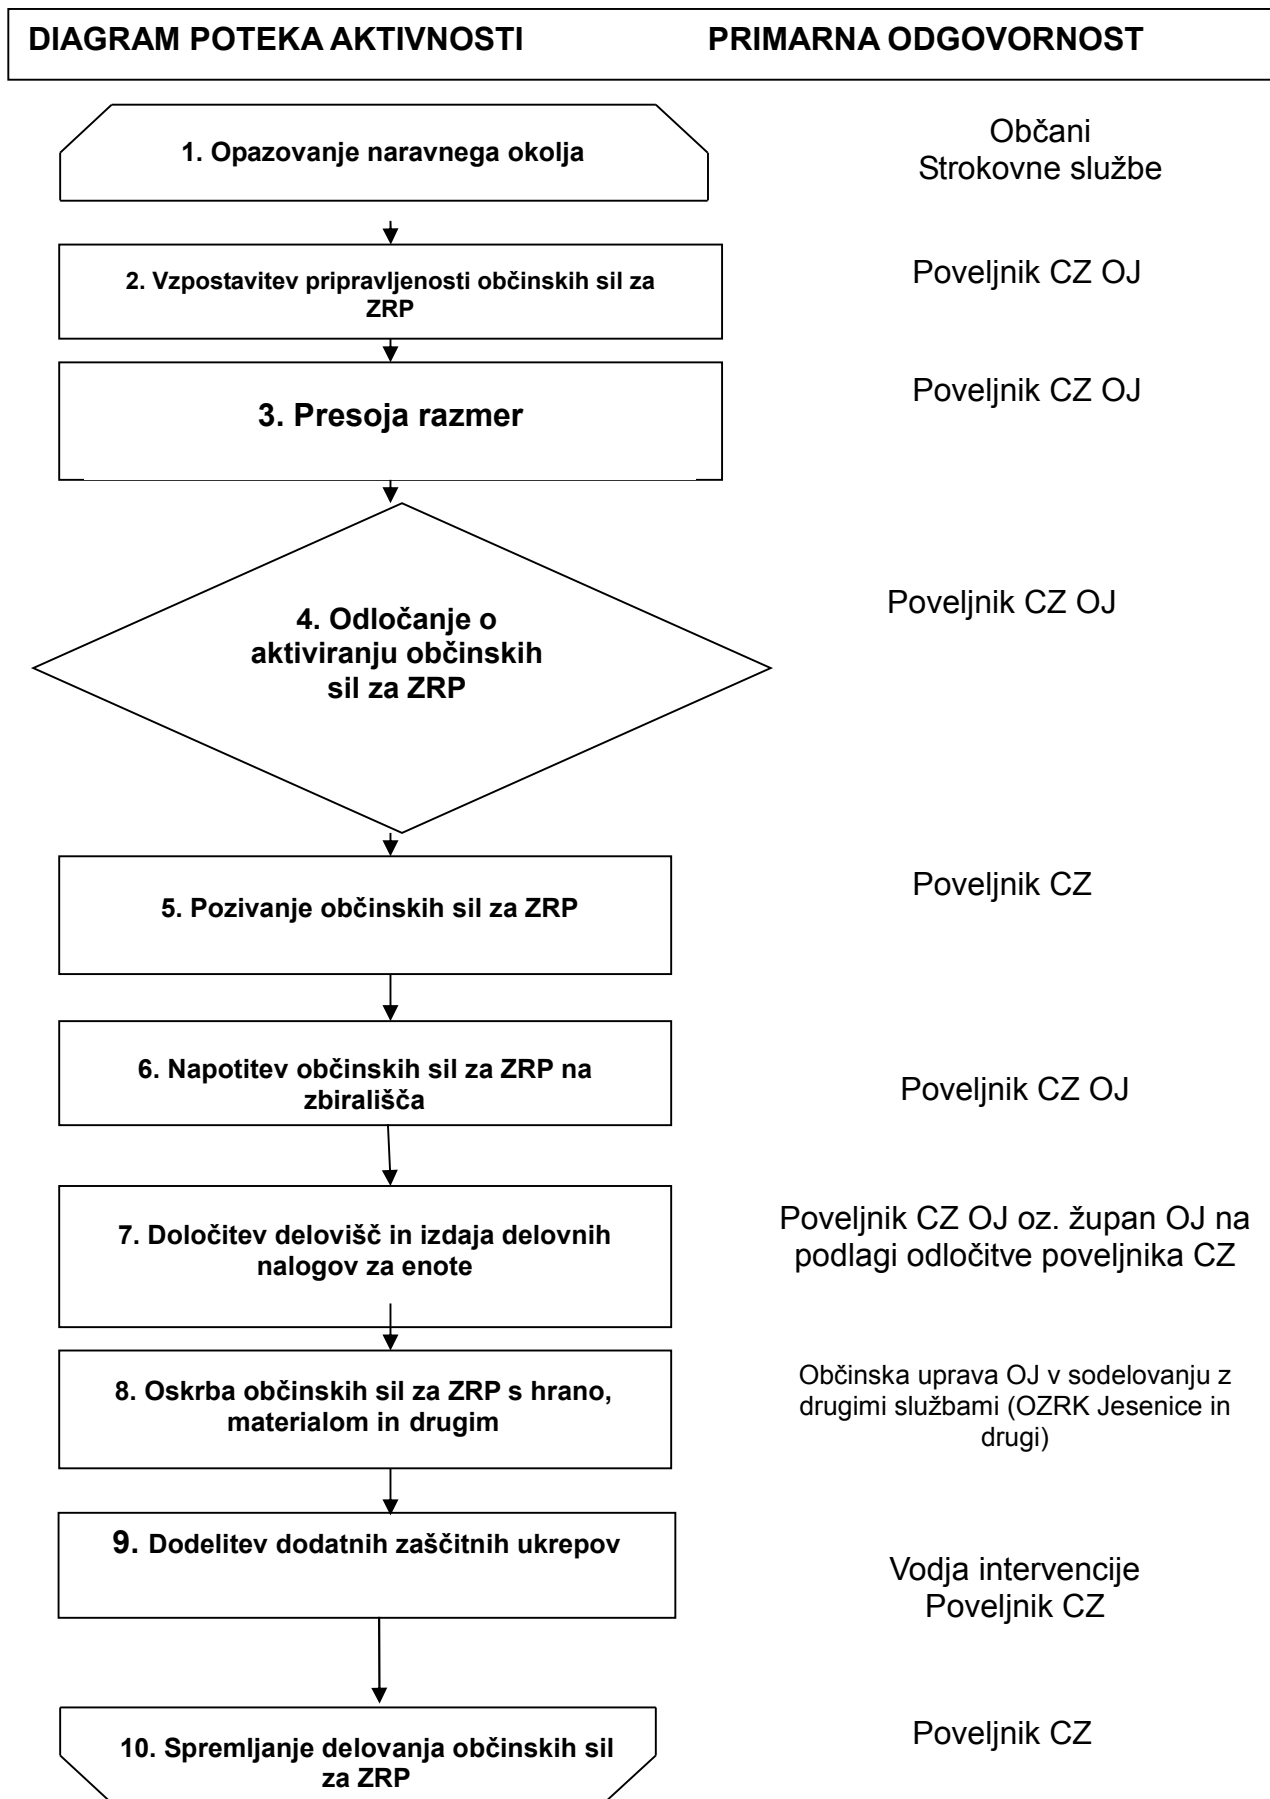 DIAGRAM POTEKA AKTIVNOSTI PRIMARNA ODGOVORNOST
1. Opazovanje naravnega okolja
Občani
Strokovne službe
2. Vzpostavitev pripravljenosti občinskih sil za
ZRP
Poveljnik CZ OJ
3. Presoja razmer
Poveljnik CZ OJ
4. Odločanje o
aktiviranju občinskih
sil za ZRP
Poveljnik CZ OJ
5. Pozivanje občinskih sil za ZRP
Poveljnik CZ
6. Napotitev občinskih sil za ZRP na
zbirališča
Poveljnik CZ OJ
7. Določitev delovišč in izdaja delovnih
nalogov za enote
Poveljnik CZ OJ oz. župan OJ na
podlagi odločitve poveljnika CZ
8. Oskrba občinskih sil za ZRP s hrano,
materialom in drugim
Občinska uprava OJ v sodelovanju z
drugimi službami (OZRK Jesenice in
drugi)
9. Dodelitev dodatnih zaščitnih ukrepov
Vodja intervencije
Poveljnik CZ
10. Spremljanje delovanja občinskih sil
za ZRP
Poveljnik CZ